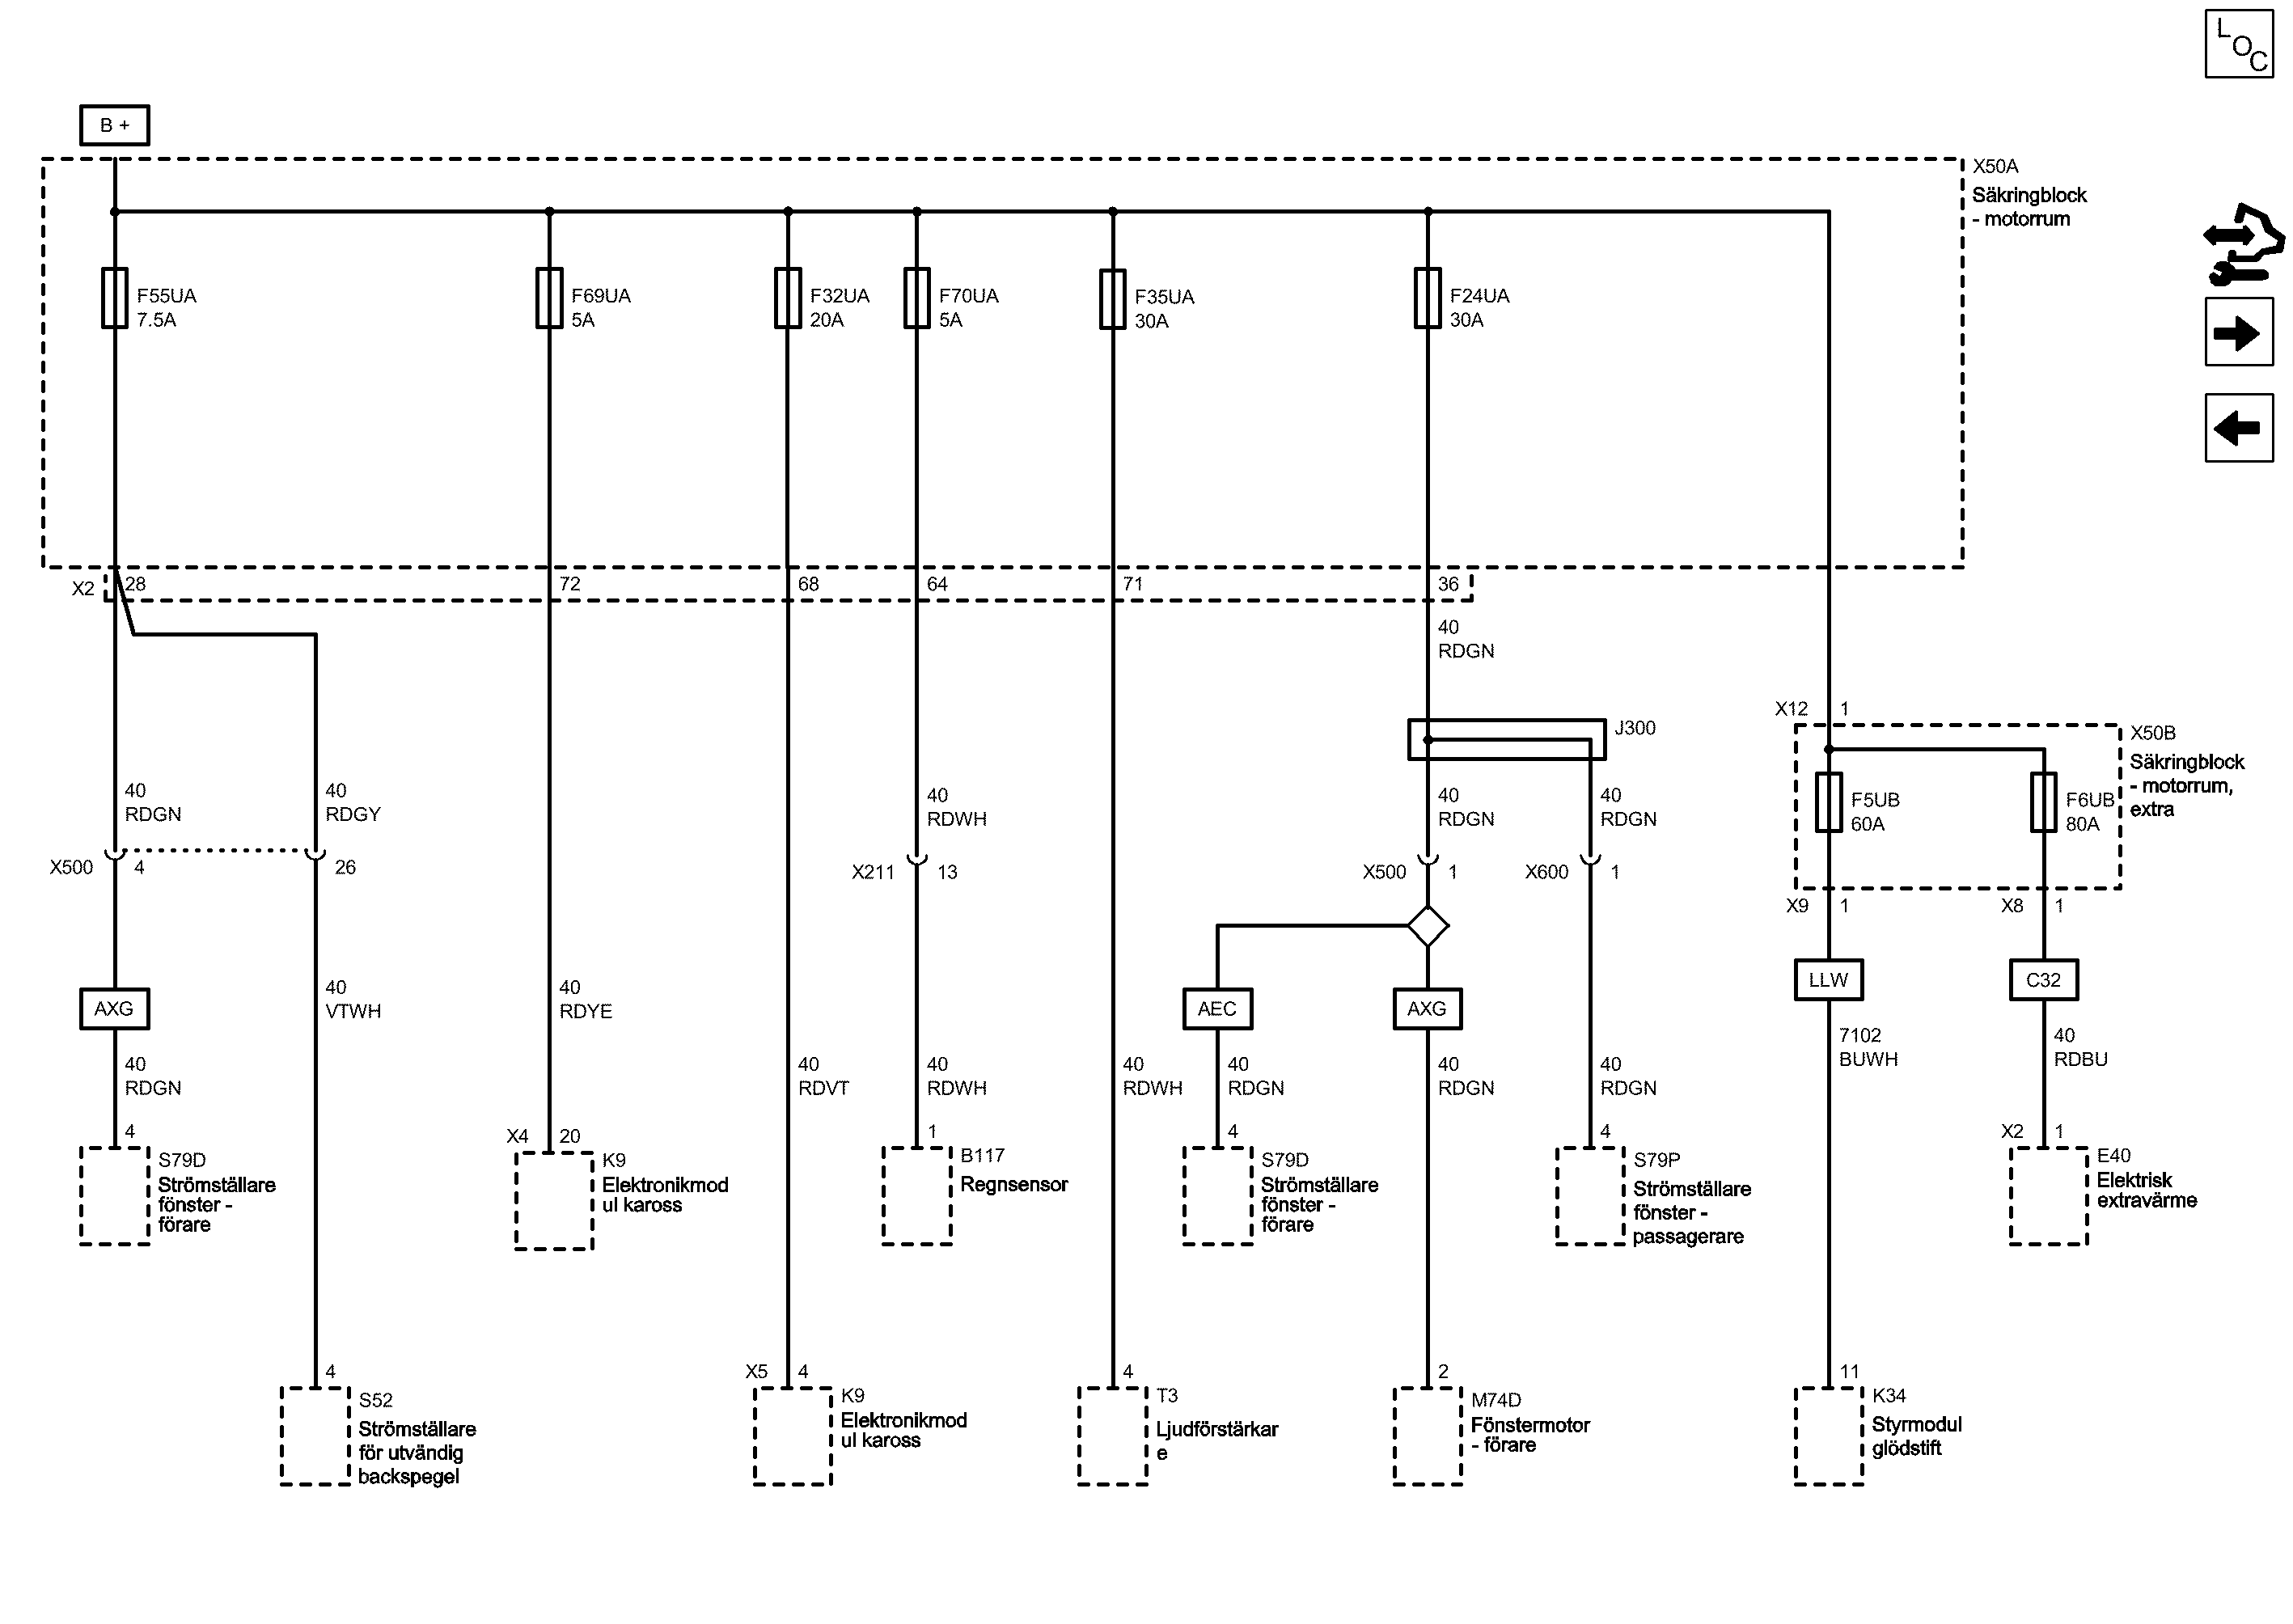 L
O
C
B +
X50A
Säkringblock
- motorrum
F55UA
7.5A
F69UA
5A
F32UA
20A
F70UA
5A
F35UA
30A
F24UA
30A
X2
28
72
68
64
71
36
40
RDGN
X12
1
J300
X50B
Säkringblock
- motorrum,
extra
F5UB
60A
F6UB
80A
40
RDGN
40
RDGY
40
RDWH
40
RDGN
40
RDGN
X500
4
26
X211
13
X500
1
X600
1
X9
1
X8
1
LLW
C32
AXG
40
VTWH
40
RDYE
AEC
AXG
7102
BUWH
40
RDBU
40
RDGN
40
RDVT
40
RDWH
40
RDWH
40
RDGN
40
RDGN
40
RDGN
4
S79D
Strömställare
fönster -
förare
X4
20
K9
Elektronikmod
ul kaross
1
B117
Regnsensor
4
S79D
Strömställare
fönster -
förare
4
S79P
Strömställare
fönster -
passagerare
X2
1
E40
Elektrisk
extravärme
4
S52
Strömställare
för utvändig
backspegel
X5
4
K9
Elektronikmod
ul kaross
4
T3
Ljudförstärkar
e
2
M74D
Fönstermotor
- förare
11
K34
Styrmodul
glödstift